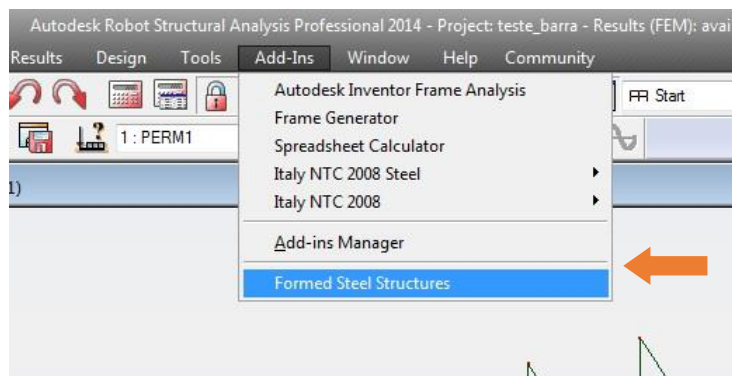 Autodesk Robot Structural Analysis Professional 2014 - Project: teste_barra - Results (FEM): avai
Results Design Tools Add-Ins Window Help Community
Autodesk Inventor Frame Analysis
Start
Frame Generator
1 : PERM1
Spreadsheet Calculator
Italy NTC 2008 Steel
1)
Italy NTC 2008
Add-ins Manager
Formed Steel Structures